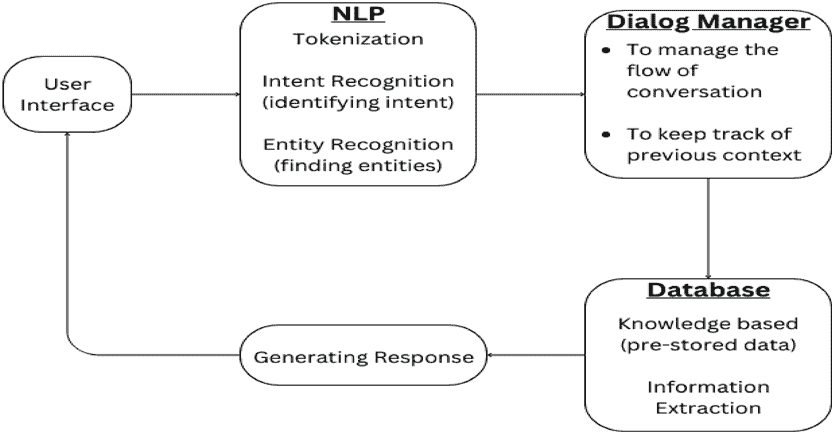 User
Interface
NLP
Tokenization
Intent Recognition
(identifying intent)
Entity Recognition
(finding entities)
Dialog Manager
• To manage the
flow of
conversation
• To keep track of
previous context
Database
Knowledge based
(pre-stored data)
Information
Extraction
Generating Response